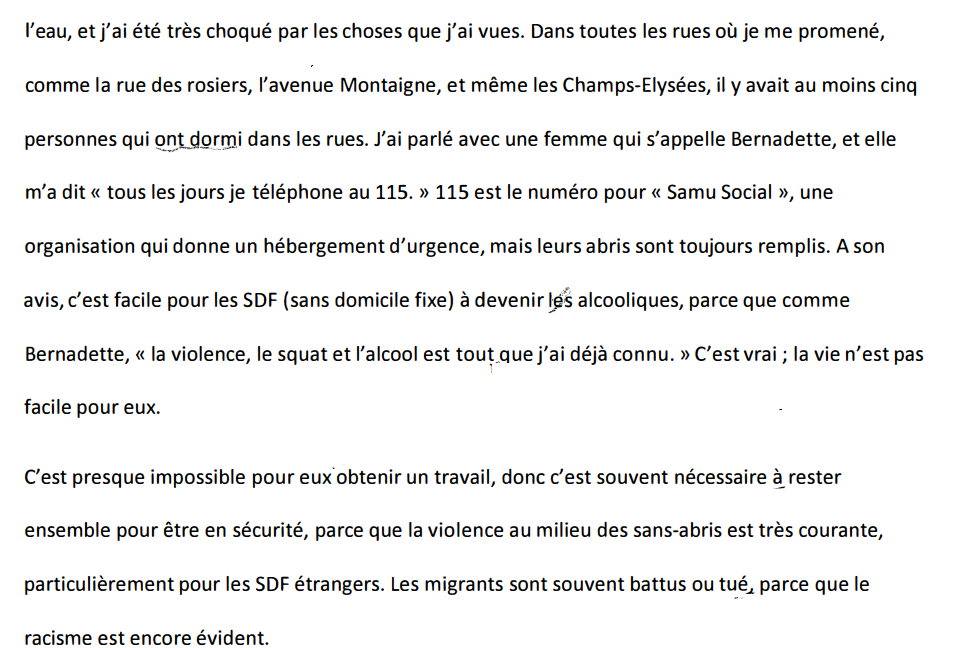 l’eau, et j’ai été très choqué par les choses que j’ai vues. Dans toutes les rues où je me promené,
comme la rue des rosiers, l’avenue Montaigne, et même les Champs-Elysées, il y avait au moins cinq
personnes qui ont dormi dans les rues. J’ai parlé avec une femme qui s’appelle Bernadette, et elle
m’a dit « tous les jours je téléphone au 115. » 115 est le numéro pour « Samu Social », une
organisation qui donne un hébergement d’urgence, mais leurs abris sont toujours remplis. A son
avis, c’est facile pour les SDF (sans domicile fixe) à devenir les alcooliques, parce que comme
Bernadette, « la violence, le squat et l’alcool est tout que j’ai déjà connu. » C’est vrai ; la vie n’est pas
facile pour eux.
C’est presque impossible pour eux obtenir un travail, donc c’est souvent nécessaire à rester
ensemble pour être en sécurité, parce que la violence au milieu des sans-abris est très courante,
particulièrement pour les SDF étrangers. Les migrants sont souvent battus ou tué, parce que le
racisme est encore évident.